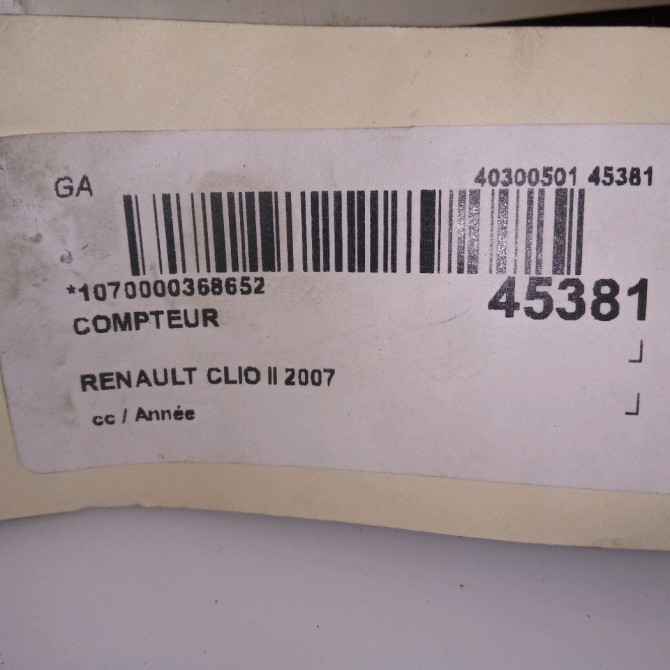 GA
40300501 45381
*1070000368652
45381
COMPTEUR
RENAULT CLIO II 2007
cc / Année